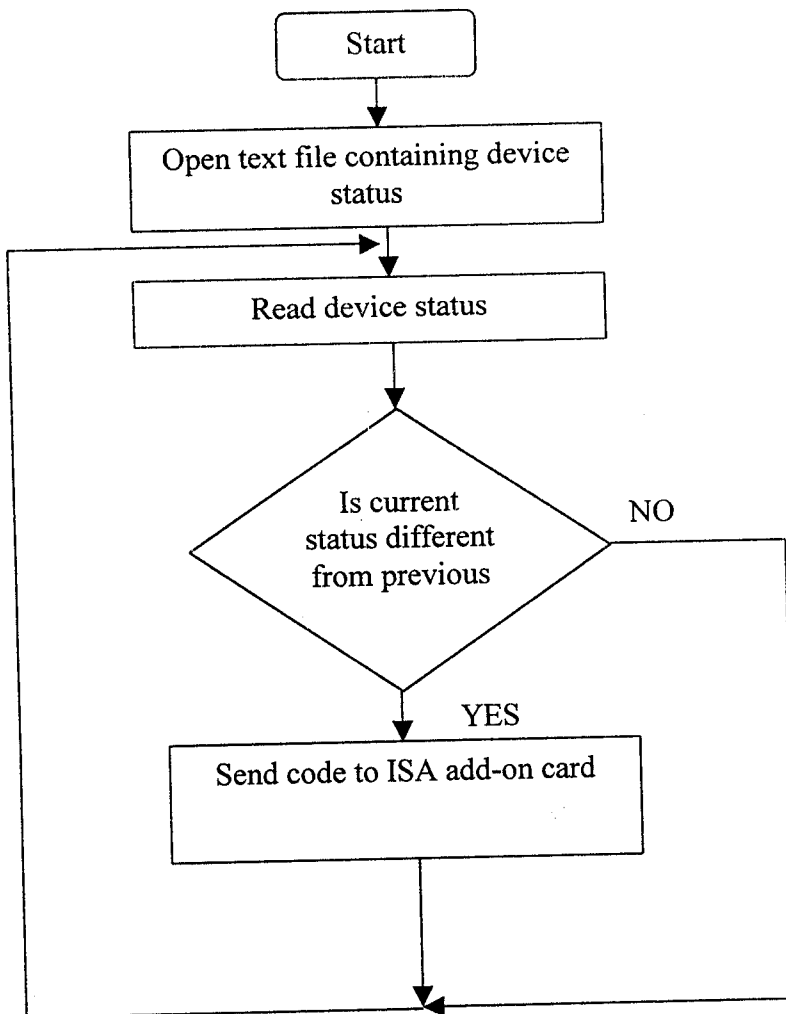 Start
Open text file containing device
status
Read device status
Is current
status different
from previous
NO
YES
Send code to ISA add-on card